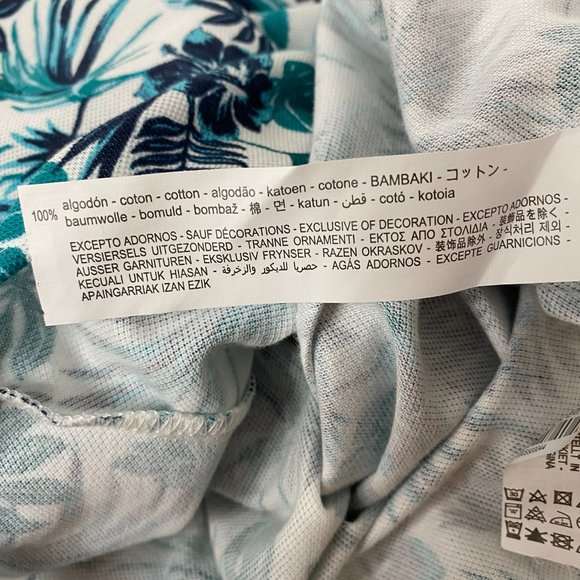 100% algodón - coton - cotton - algodão - katoen - cotone - BAMBAKI - コットン -
baumwolle - bomuld - bombaž - 棉 - 면 - katun - قطن - cotó - kotoia
EXCEPTO ADORNOS - SAUF DÉCORATIONS - EXCLUSIVE OF DECORATION - EXCEPTO ADORNOS -
VERSIERSELS UITGEZONDERD - TRANNE ORNAMENTI - ΕΚΤΟΣ ΑΠΟ ΣΤΟΛΙΔΙΑ - 装飾品を除く -
AUSSER GARNITUREN - EKSKLUSIV FRYNSER - RAZEN OKRASKOV - 装饰品除外 - 장식처리 제외 -
KECUALI UNTUK HIASAN - حصريا للديكور والزخرفة - AGÁS ADORNOS - EXCEPTE GUARNICIONS -
APAINGARRIAK IZAN EZIK